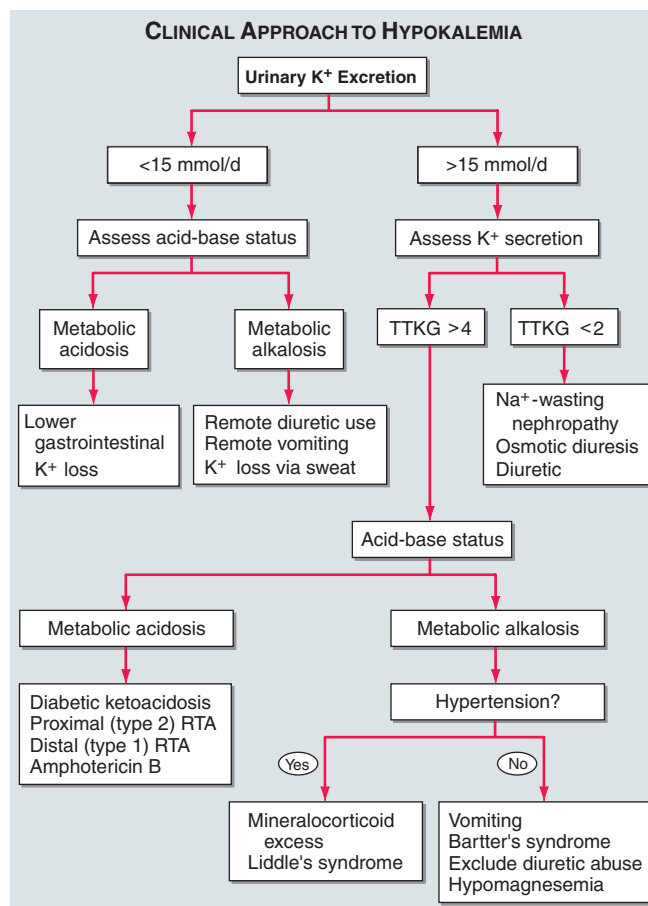 CLINICAL APPROACH TO HYPOKALEMIA
Urinary K⁺ Excretion
<15 mmol/d
>15 mmol/d
Assess acid-base status
Assess K⁺ secretion
Metabolic
acidosis
Metabolic
alkalosis
TTKG >4
TTKG <2
Lower
gastrointestinal
K⁺ loss
Remote diuretic use
Remote vomiting
K⁺ loss via sweat
Na⁺-wasting
nephropathy
Osmotic diuresis
Diuretic
Acid-base status
Metabolic acidosis
Metabolic alkalosis
Diabetic ketoacidosis
Proximal (type 2) RTA
Distal (type 1) RTA
Amphotericin B
Hypertension?
Yes
No
Mineralocorticoid
excess
Liddle's syndrome
Vomiting
Bartter's syndrome
Exclude diuretic abuse
Hypomagnesemia